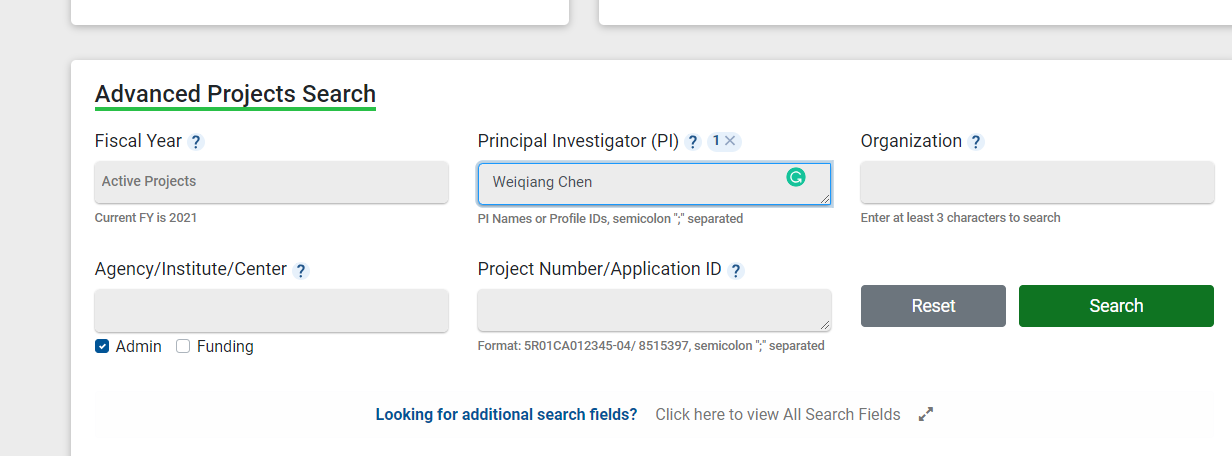 Advanced Projects Search
Fiscal Year ?
Principal Investigator (PI) ? 1 ×
Organization ?
Active Projects
Weiqiang Chen
Current FY is 2021
PI Names or Profile IDs, semicolon ";" separated
Enter at least 3 characters to search
Agency/Institute/Center ?
Project Number/Application ID ?
Reset
Search
Admin
Funding
Format: 5R01CA012345-04/ 8515397, semicolon ";" separated
Looking for additional search fields? Click here to view All Search Fields